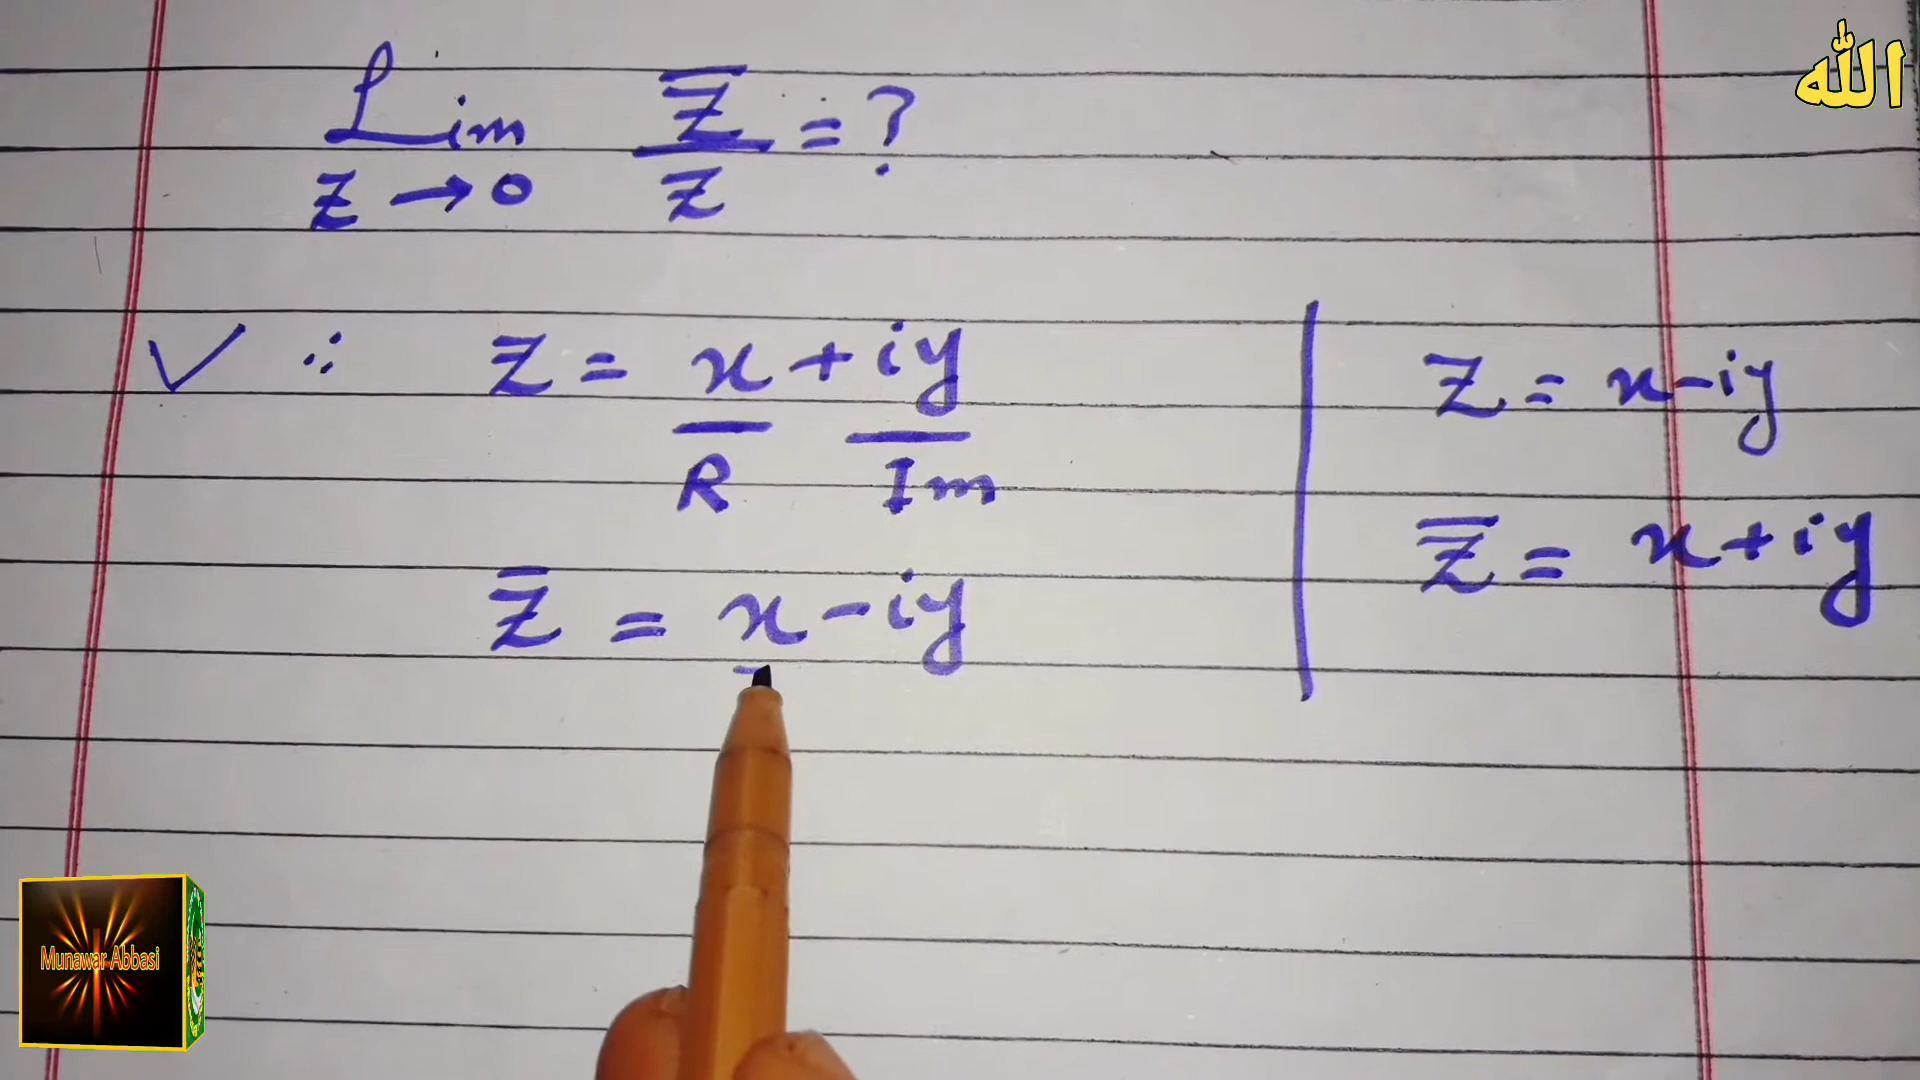 Lim z̅/z = ?
z → 0
الله
✓ ∴ z = x + iy
R Im
z̅ = x - iy
z = x - iy
z̅ = x + iy
Munawar Abbasi